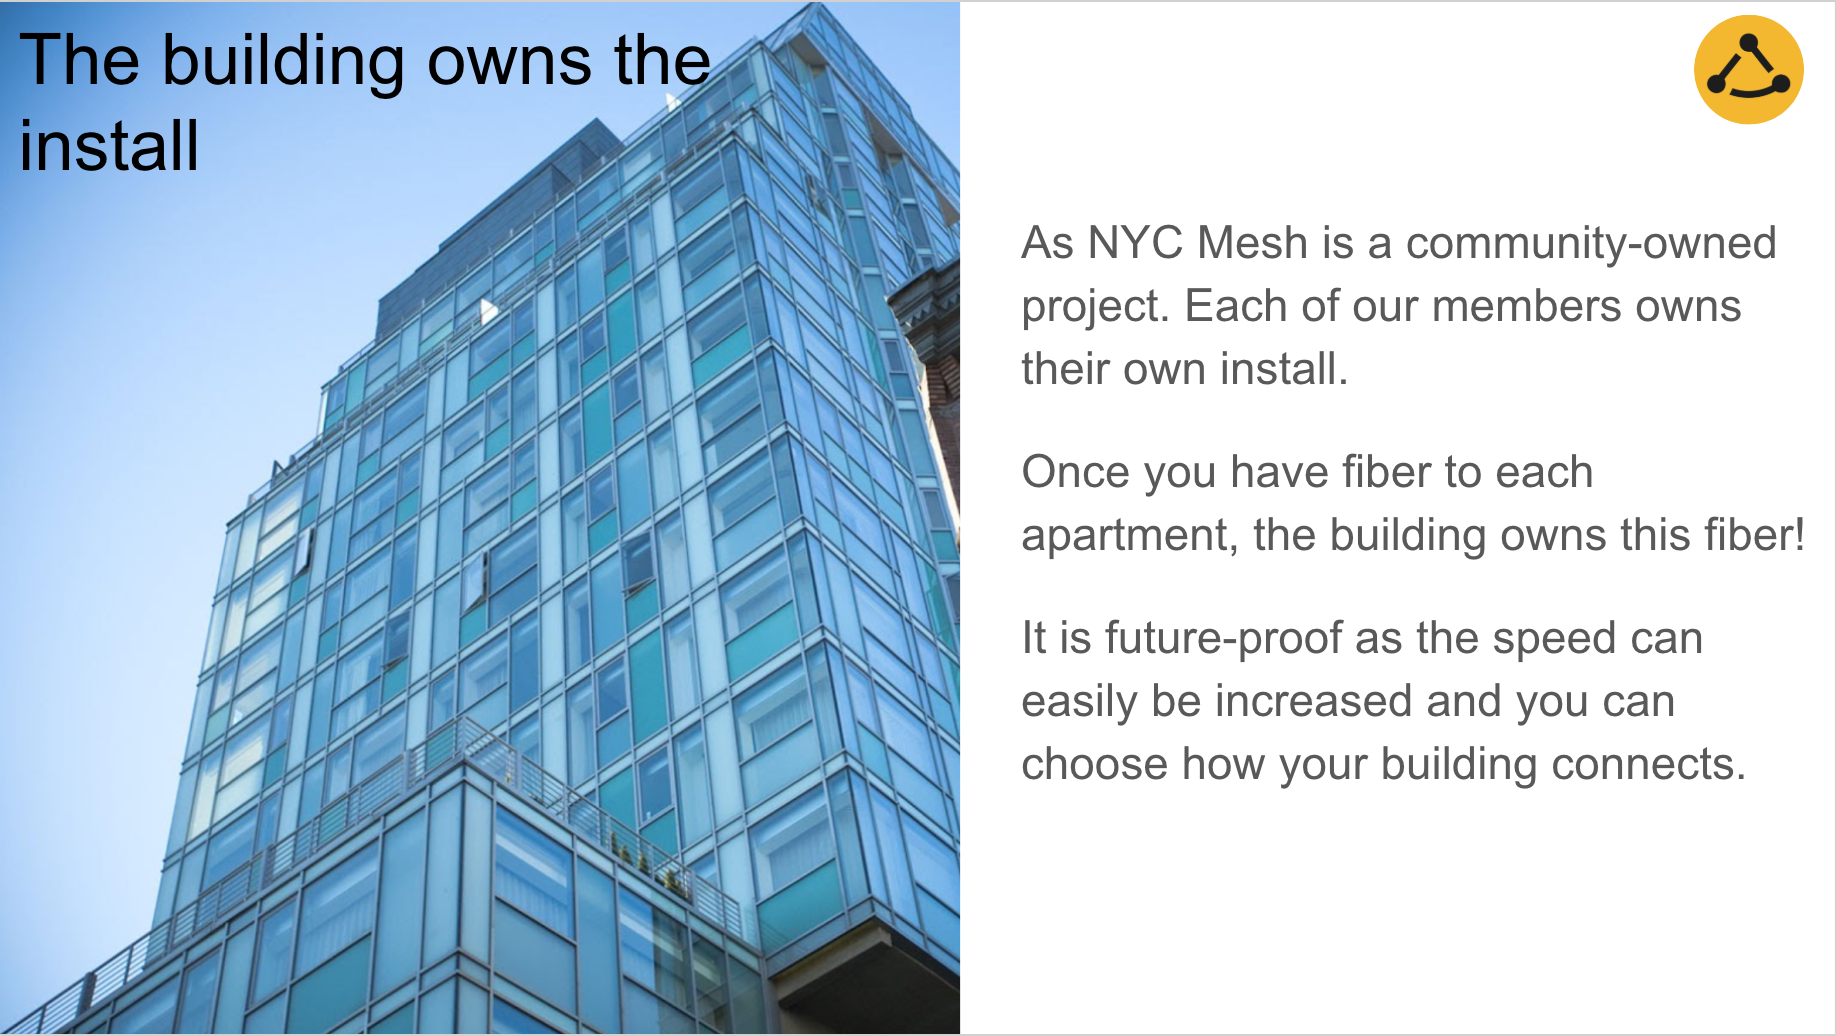 The building owns the
install
As NYC Mesh is a community-owned
project. Each of our members owns
their own install.
Once you have fiber to each
apartment, the building owns this fiber!
It is future-proof as the speed can
easily be increased and you can
choose how your building connects.